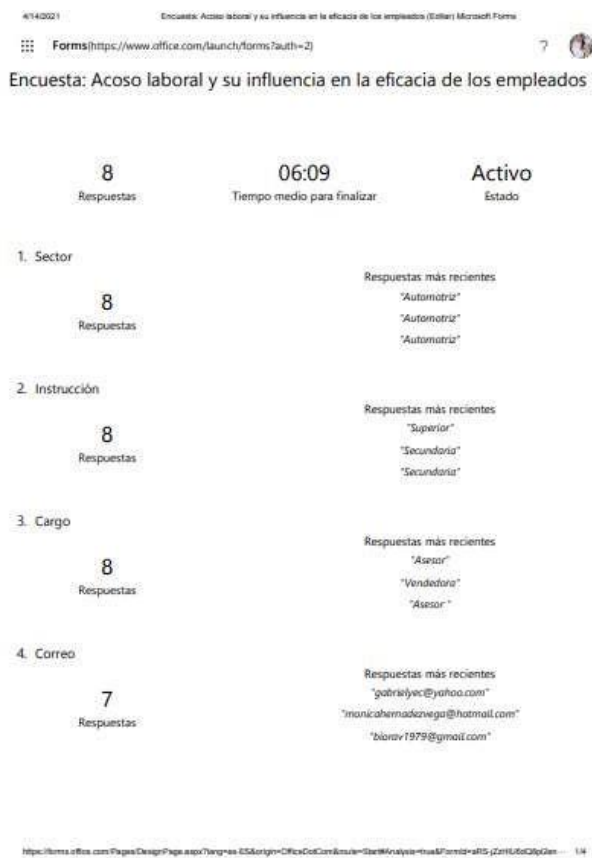 4/14/2021 Encuesta: Acoso laboral y su influencia en la eficacia de los empleados (Editar) Microsoft Forms
Forms(https://www.office.com/launch/forms?auth=2) ?
Encuesta: Acoso laboral y su influencia en la eficacia de los empleados
8 06:09 Activo
Respuestas Tiempo medio para finalizar Estado
1. Sector
Respuestas más recientes
8 "Automotriz"
Respuestas "Automotriz"
"Automotriz"
2. Instrucción
Respuestas más recientes
8 "Superior"
Respuestas "Secundaria"
"Secundaria"
3. Cargo
Respuestas más recientes
8 "Asesor"
Respuestas "Vendedora"
"Asesor "
4. Correo
Respuestas más recientes
7 "gabrielyec@yahoo.com"
Respuestas "monicahernadezvega@hotmail.com"
"biorav1979@gmail.com"
1/4